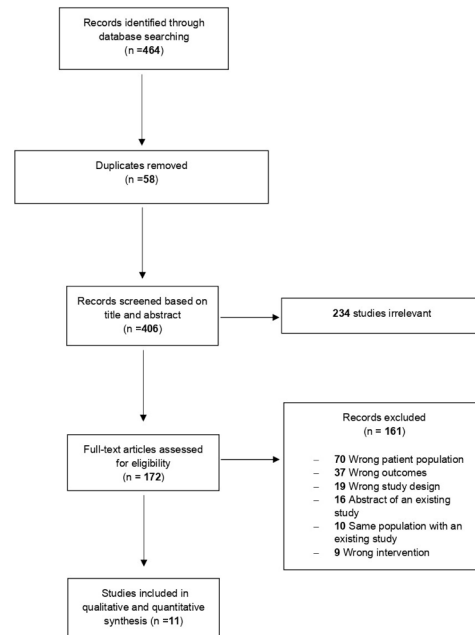 Records identified through
database searching
(n =464)
Duplicates removed
(n =58)
Records screened based on
title and abstract
(n =406)
234 studies irrelevant
Full-text articles assessed
for eligibility
(n = 172)
Records excluded
(n = 161)
– 70 Wrong patient population
– 37 Wrong outcomes
– 19 Wrong study design
– 16 Abstract of an existing
study
– 10 Same population with an
existing study
– 9 Wrong intervention
Studies included in
qualitative and quantitative
synthesis (n =11)